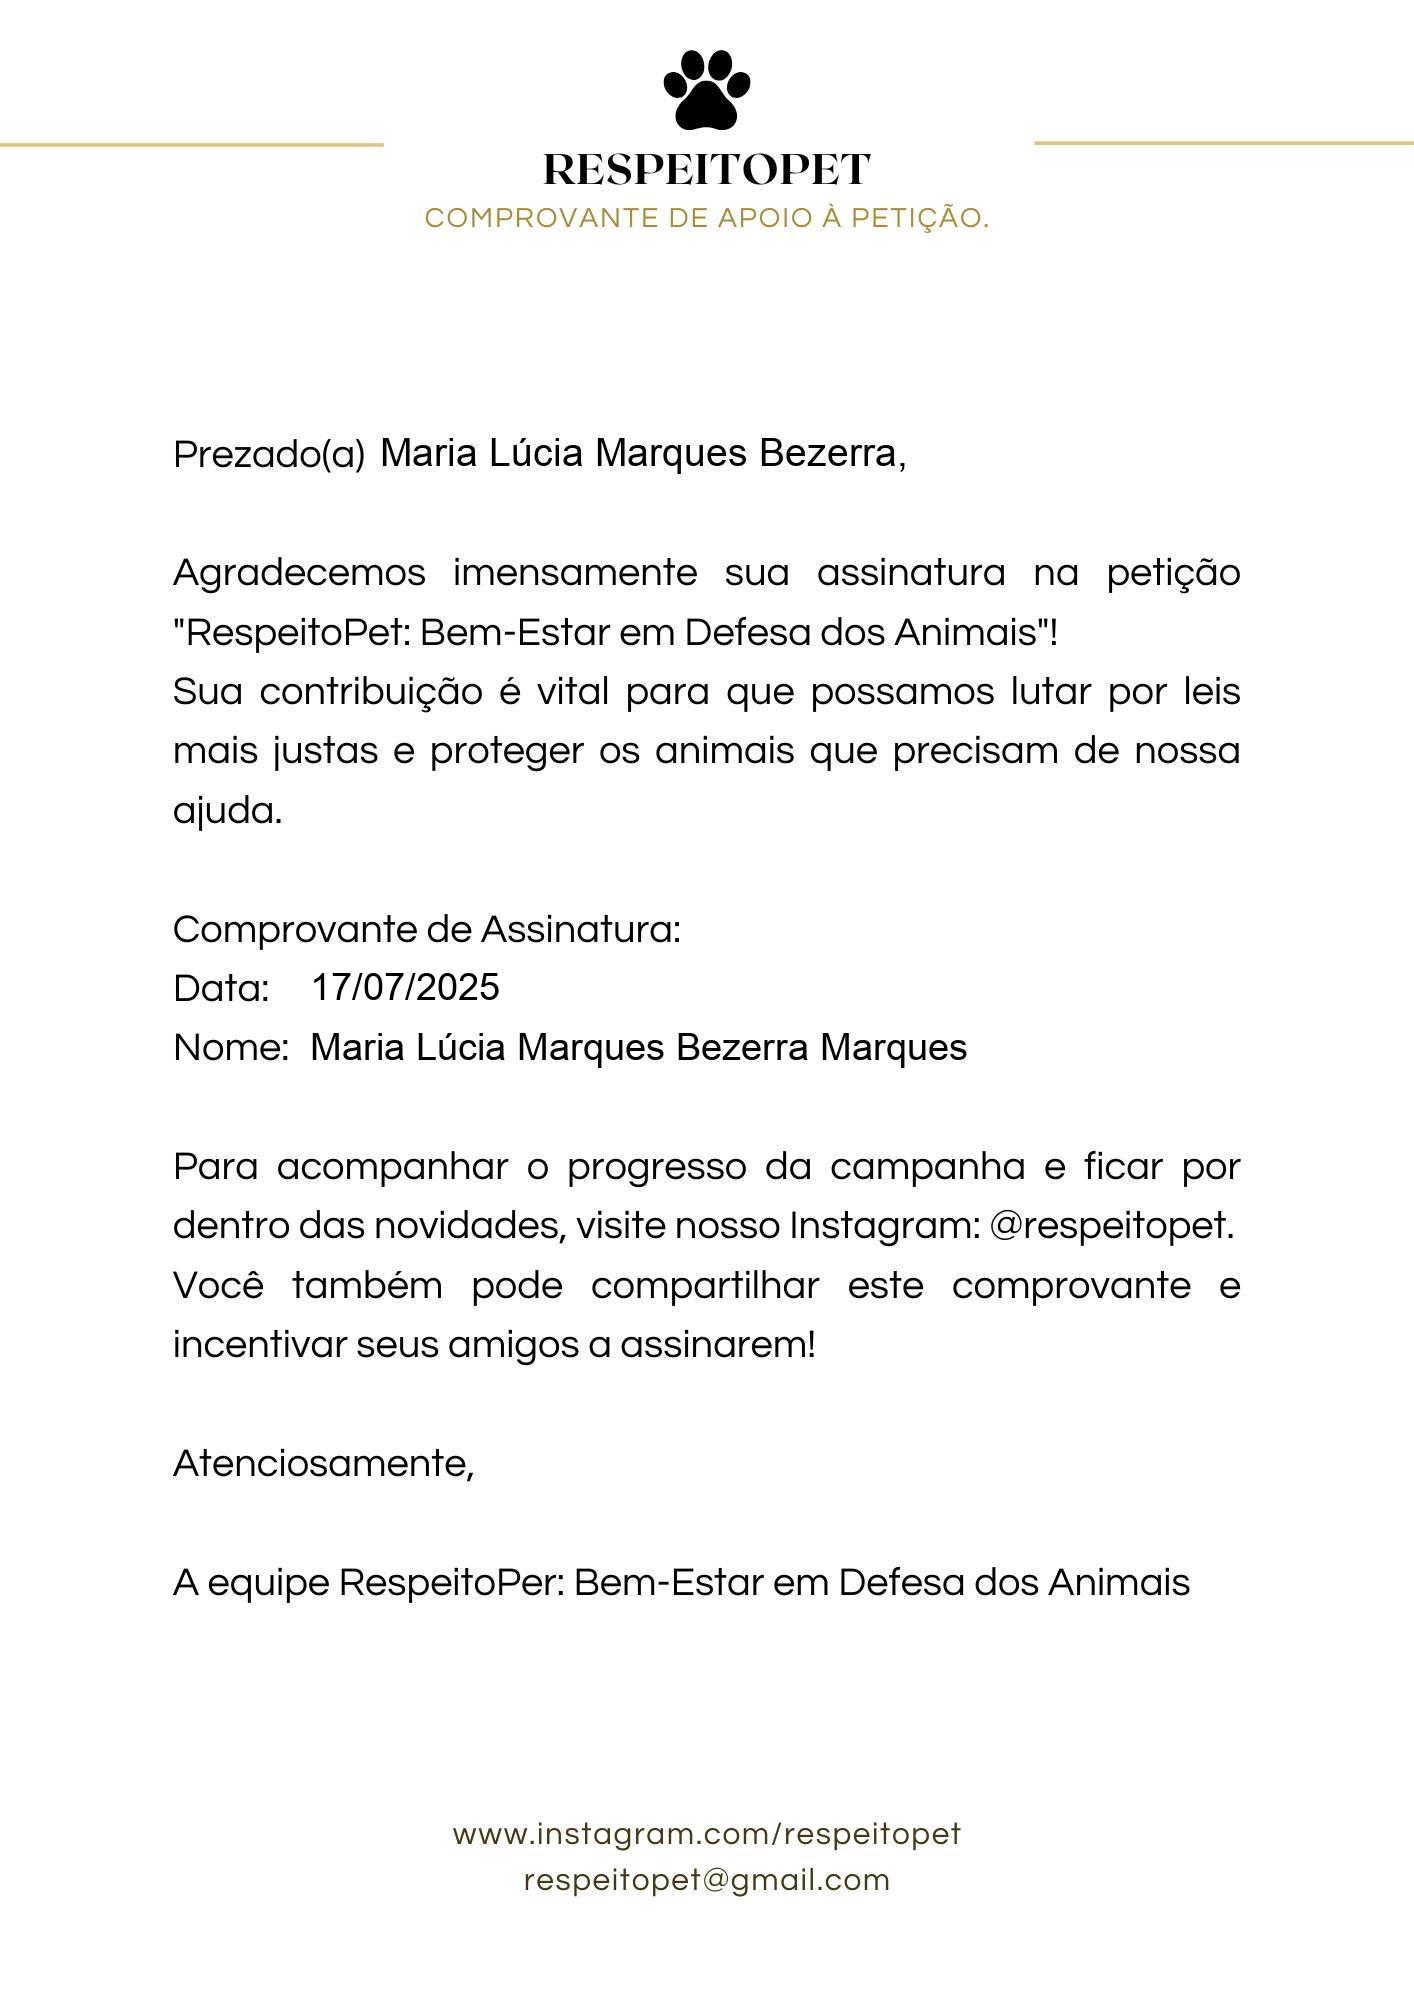 RESPEITOPET
COMPROVANTE DE APOIO À PETIÇÃO.
Prezado(a) Maria Lúcia Marques Bezerra,
Agradecemos imensamente sua assinatura na petição
"RespeitoPet: Bem-Estar em Defesa dos Animais"!
Sua contribuição é vital para que possamos lutar por leis
mais justas e proteger os animais que precisam de nossa
ajuda.
Comprovante de Assinatura:
Data: 17/07/2025
Nome: Maria Lúcia Marques Bezerra Marques
Para acompanhar o progresso da campanha e ficar por
dentro das novidades, visite nosso Instagram: @respeitopet.
Você também pode compartilhar este comprovante e
incentivar seus amigos a assinarem!
Atenciosamente,
A equipe RespeitoPer: Bem-Estar em Defesa dos Animais
www.instagram.com/respeitopet
respeitopet@gmail.com